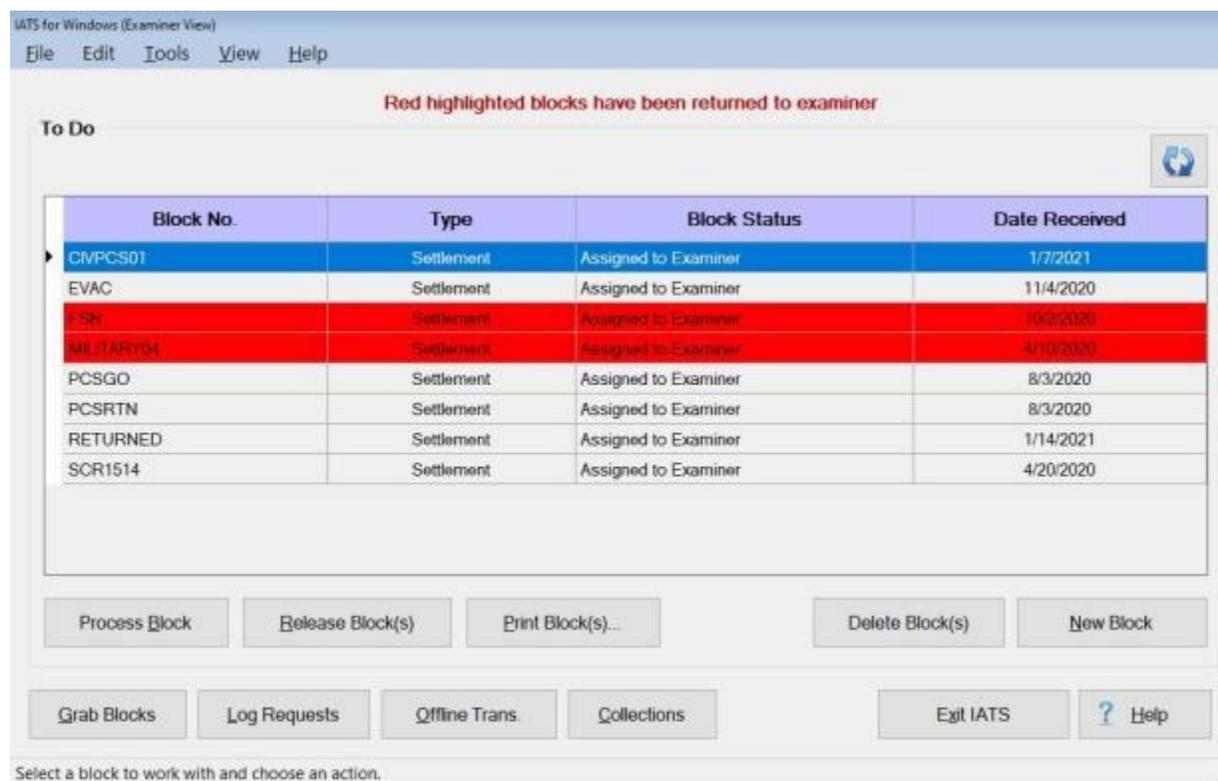 IATS for Windows (Examiner View)
File Edit Tools View Help
Red highlighted blocks have been returned to examiner
To Do
Block No. Type Block Status Date Received
CIVPCS01 Settlement Assigned to Examiner 1/7/2021
EVAC Settlement Assigned to Examiner 11/4/2020
FSN Settlement Assigned to Examiner 10/2/2020
MILITARY04 Settlement Assigned to Examiner 4/10/2020
PCSGO Settlement Assigned to Examiner 8/3/2020
PCSRTN Settlement Assigned to Examiner 8/3/2020
RETURNED Settlement Assigned to Examiner 1/14/2021
SCR1514 Settlement Assigned to Examiner 4/20/2020
Process Block Release Block(s) Print Block(s)... Delete Block(s) New Block
Grab Blocks Log Requests Offline Trans. Collections Exit IATS ? Help
Select a block to work with and choose an action.